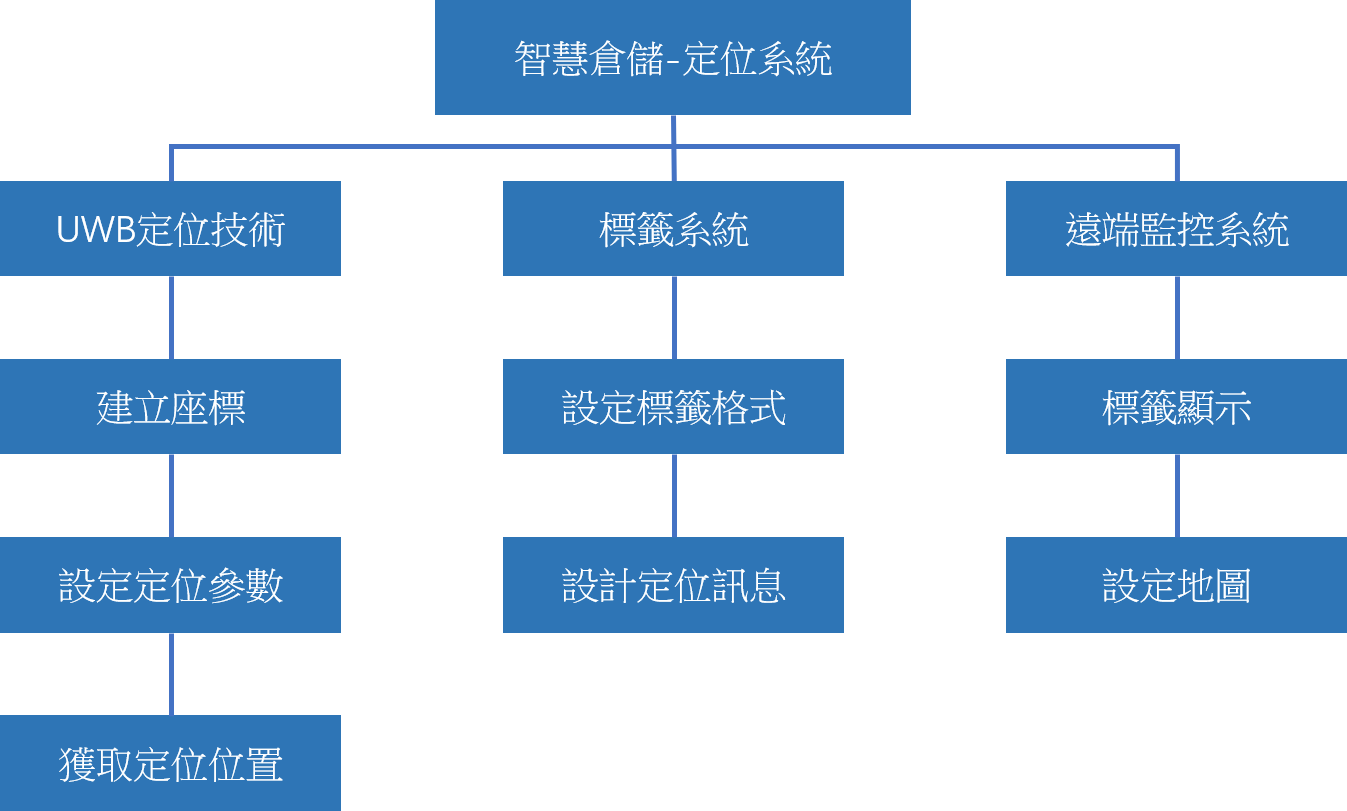 智慧倉儲-定位系統
UWB定位技術
標籤系統
遠端監控系統
建立座標
設定標籤格式
標籤顯示
設定定位參數
設計定位訊息
設定地圖
獲取定位位置